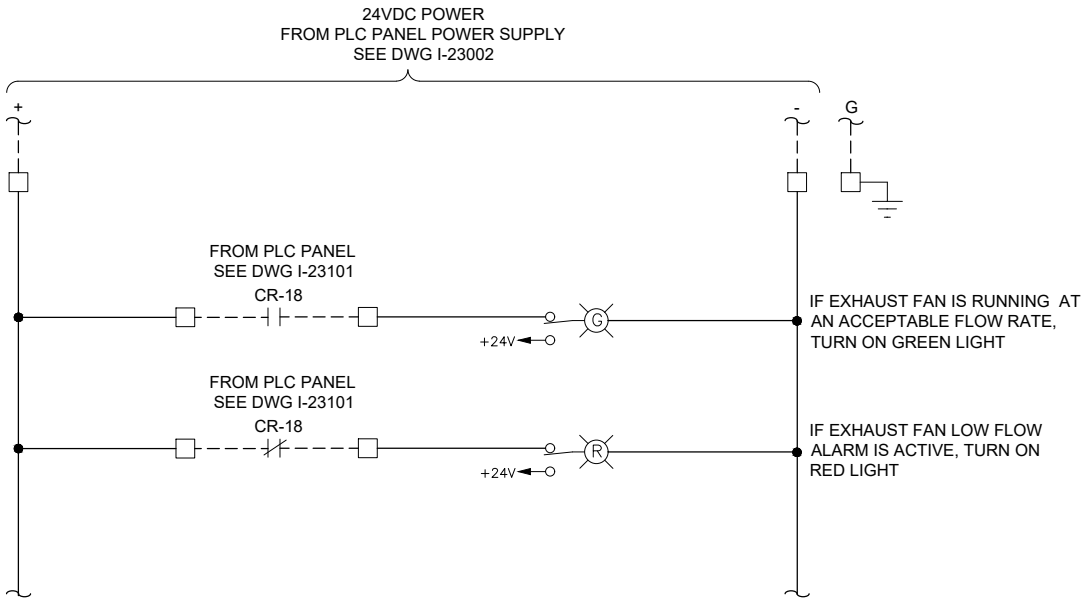 24VDC POWER
FROM PLC PANEL POWER SUPPLY
SEE DWG I-23002
+
-
G
FROM PLC PANEL
SEE DWG I-23101
CR-18
G
+24V
IF EXHAUST FAN IS RUNNING AT
AN ACCEPTABLE FLOW RATE,
TURN ON GREEN LIGHT
FROM PLC PANEL
SEE DWG I-23101
CR-18
R
+24V
IF EXHAUST FAN LOW FLOW
ALARM IS ACTIVE, TURN ON
RED LIGHT